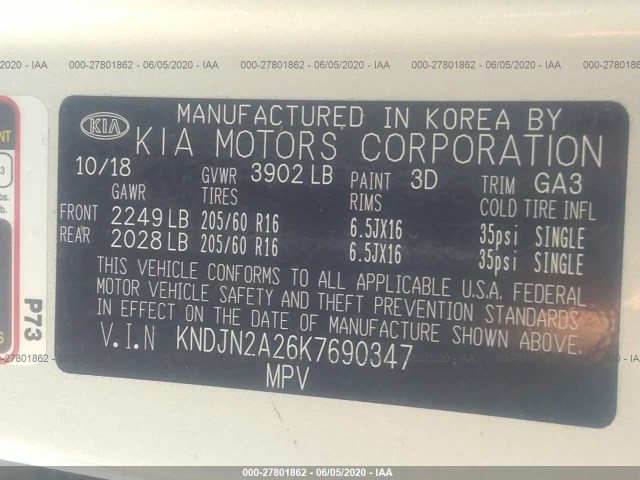 000-27801862 - 06/05/2020 - IAA
KIA
MANUFACTURED IN KOREA BY
KIA MOTORS CORPORATION
10/18 GVWR 3902 LB PAINT 3D TRIM GA3
GAWR TIRES RIMS COLD TIRE INFL
FRONT 2249 LB 205/60 R16 6.5JX16 35psi SINGLE
REAR 2028 LB 205/60 R16 6.5JX16 35psi SINGLE
THIS VEHICLE CONFORMS TO ALL APPLICABLE U.S.A. FEDERAL
MOTOR VEHICLE SAFETY AND THEFT PREVENTION STANDARDS
IN EFFECT ON THE DATE OF MANUFACTURE SHOWN ABOVE.
V.I.N KNDJN2A26K7690347
MPV
P73
000-27801862 - 06/05/2020 - IAA